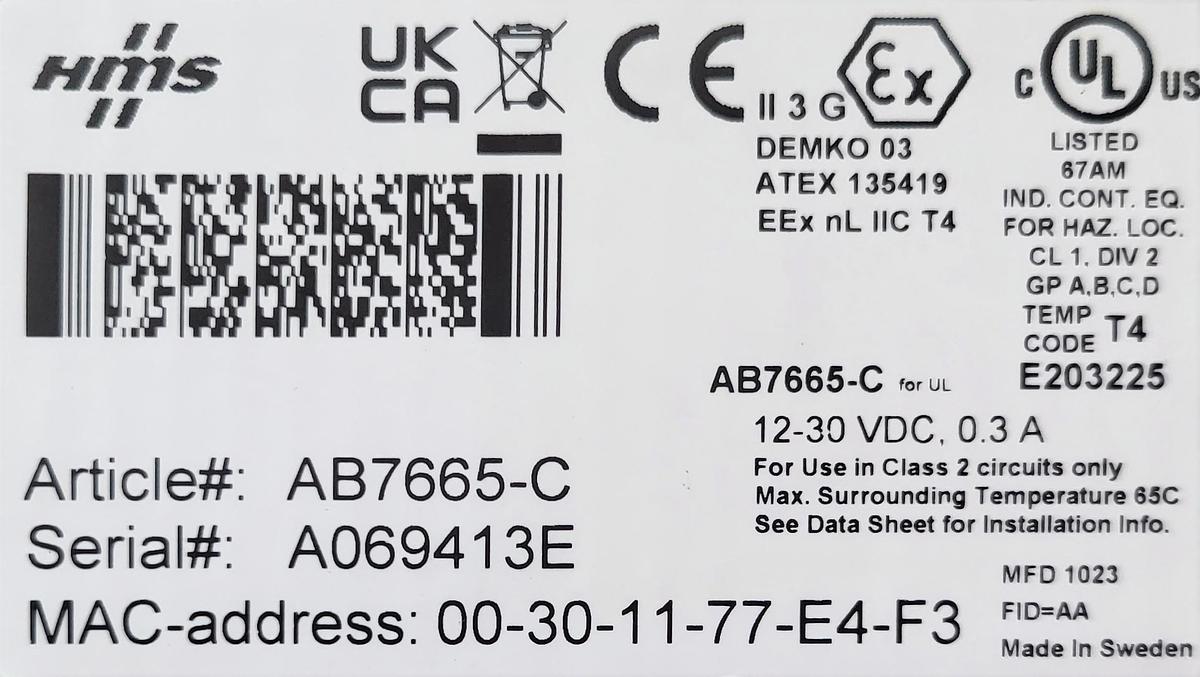 HMS
UK
CA
CE
II 3 G Ex
DEMKO 03
ATEX 135419
EEx nL IIC T4
C UL US
LISTED
67AM
IND. CONT. EQ.
FOR HAZ. LOC.
CL 1, DIV 2
GP A,B,C,D
TEMP
CODE T4
E203225
AB7665-C for UL
12-30 VDC, 0.3 A
For Use in Class 2 circuits only
Max. Surrounding Temperature 65C
See Data Sheet for Installation Info.
Article#: AB7665-C
Serial#: A069413E
MAC-address: 00-30-11-77-E4-F3
MFD 1023
FID=AA
Made In Sweden